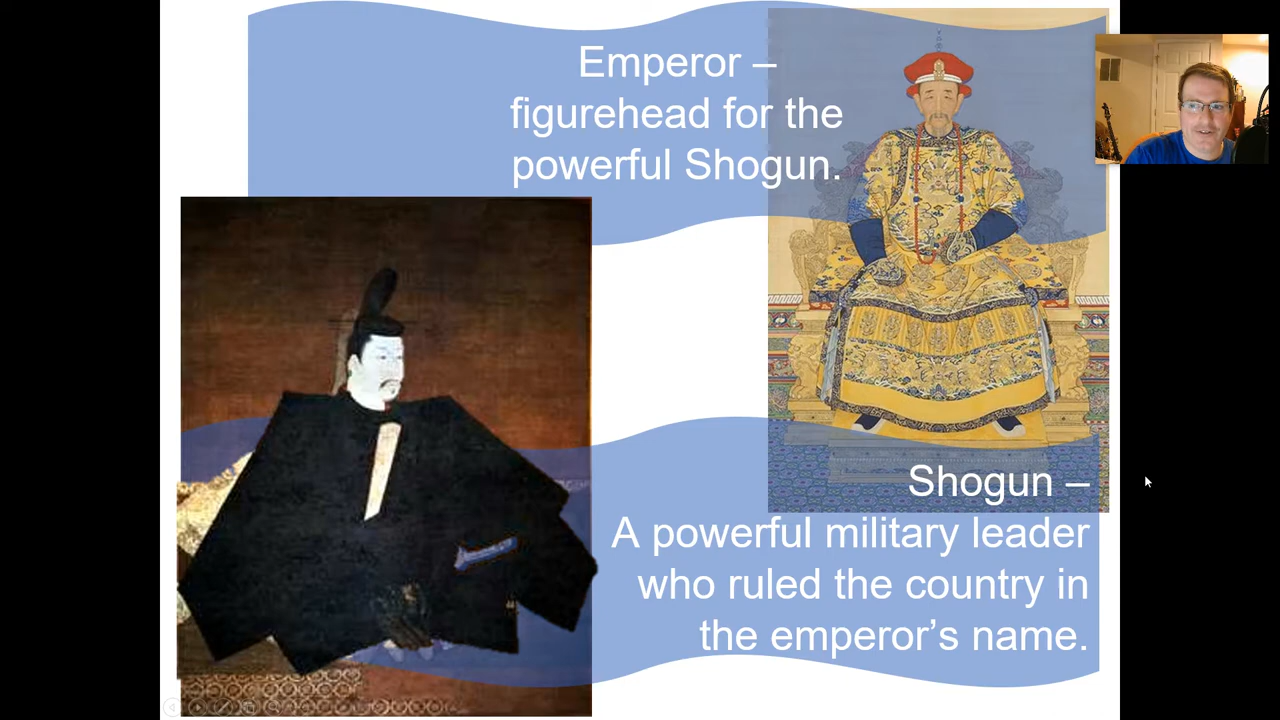 Emperor –
figurehead for the
powerful Shogun.
Shogun –
A powerful military leader
who ruled the country in
the emperor’s name.